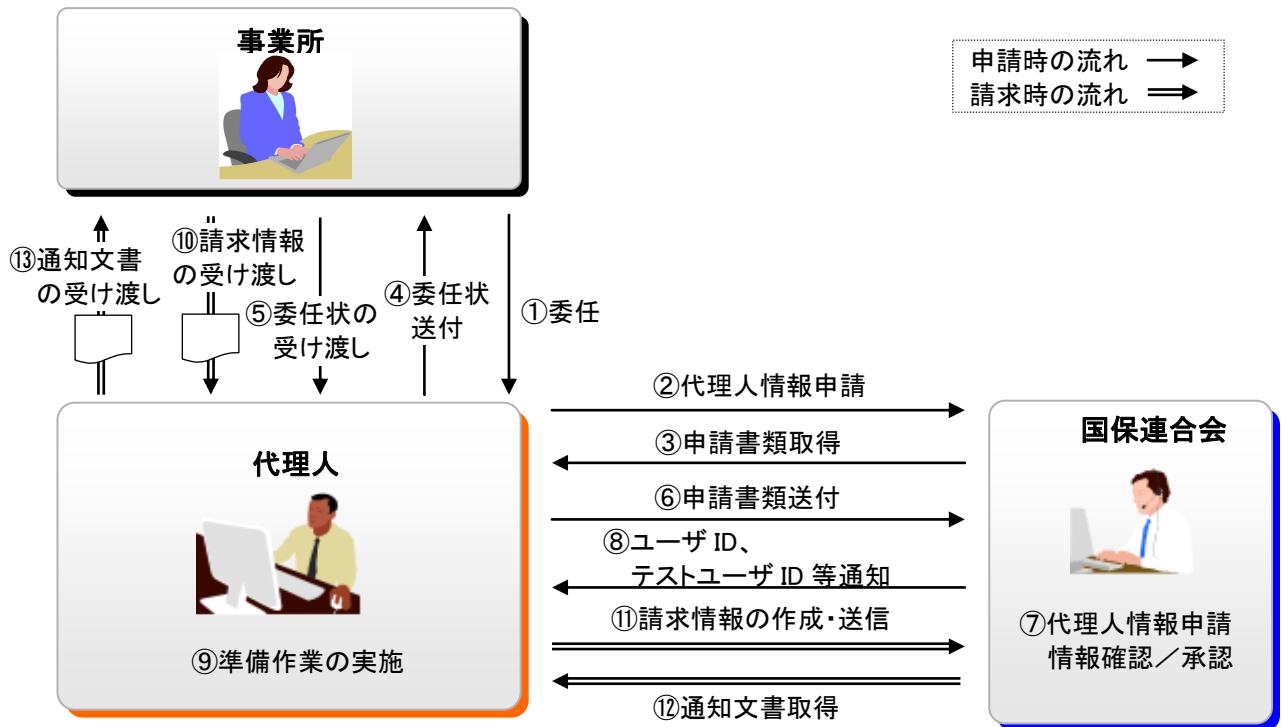 事業所
申請時の流れ
請求時の流れ
⑬通知文書
の受け渡し
⑩請求情報
の受け渡し
⑤委任状の
受け渡し
④委任状
送付
①委任
②代理人情報申請
③申請書類取得
⑥申請書類送付
⑧ユーザ ID、
テストユーザ ID 等通知
⑪請求情報の作成・送信
⑫通知文書取得
代理人
⑨準備作業の実施
国保連合会
⑦代理人情報申請
情報確認／承認